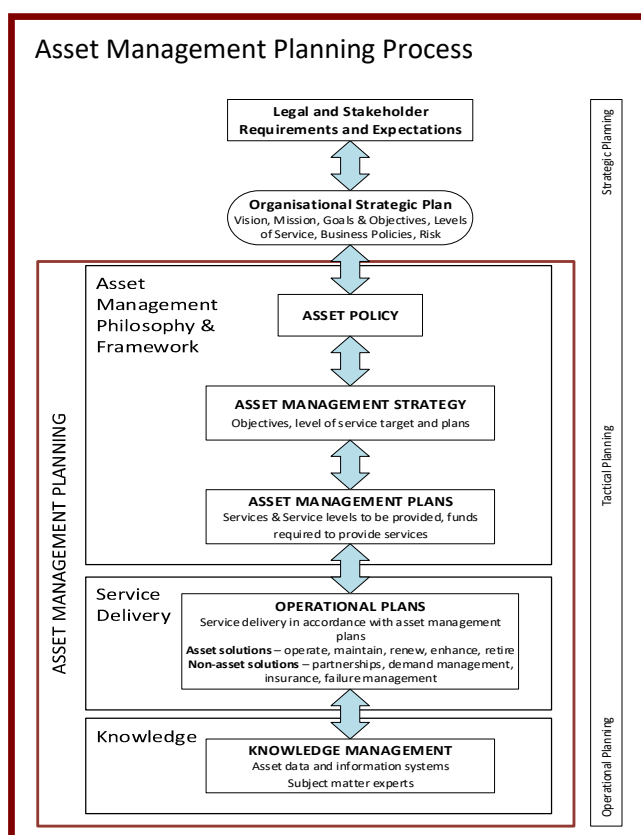 Asset Management Planning Process
Legal and Stakeholder
Requirements and Expectations
Organisational Strategic Plan
Vision, Mission, Goals & Objectives, Levels
of Service, Business Policies, Risk
Asset
Management
Philosophy &
Framework
ASSET POLICY
ASSET MANAGEMENT STRATEGY
Objectives, level of service target and plans
ASSET MANAGEMENT PLANS
Services & Service levels to be provided, funds
required to provide services
Service
Delivery
OPERATIONAL PLANS
Service delivery in accordance with asset management
plans
Asset solutions – operate, maintain, renew, enhance, retire
Non-asset solutions – partnerships, demand management,
insurance, failure management
Knowledge
KNOWLEDGE MANAGEMENT
Asset data and information systems
Subject matter experts
ASSET MANAGEMENT PLANNING
Strategic Planning
Tactical Planning
Operational Planning